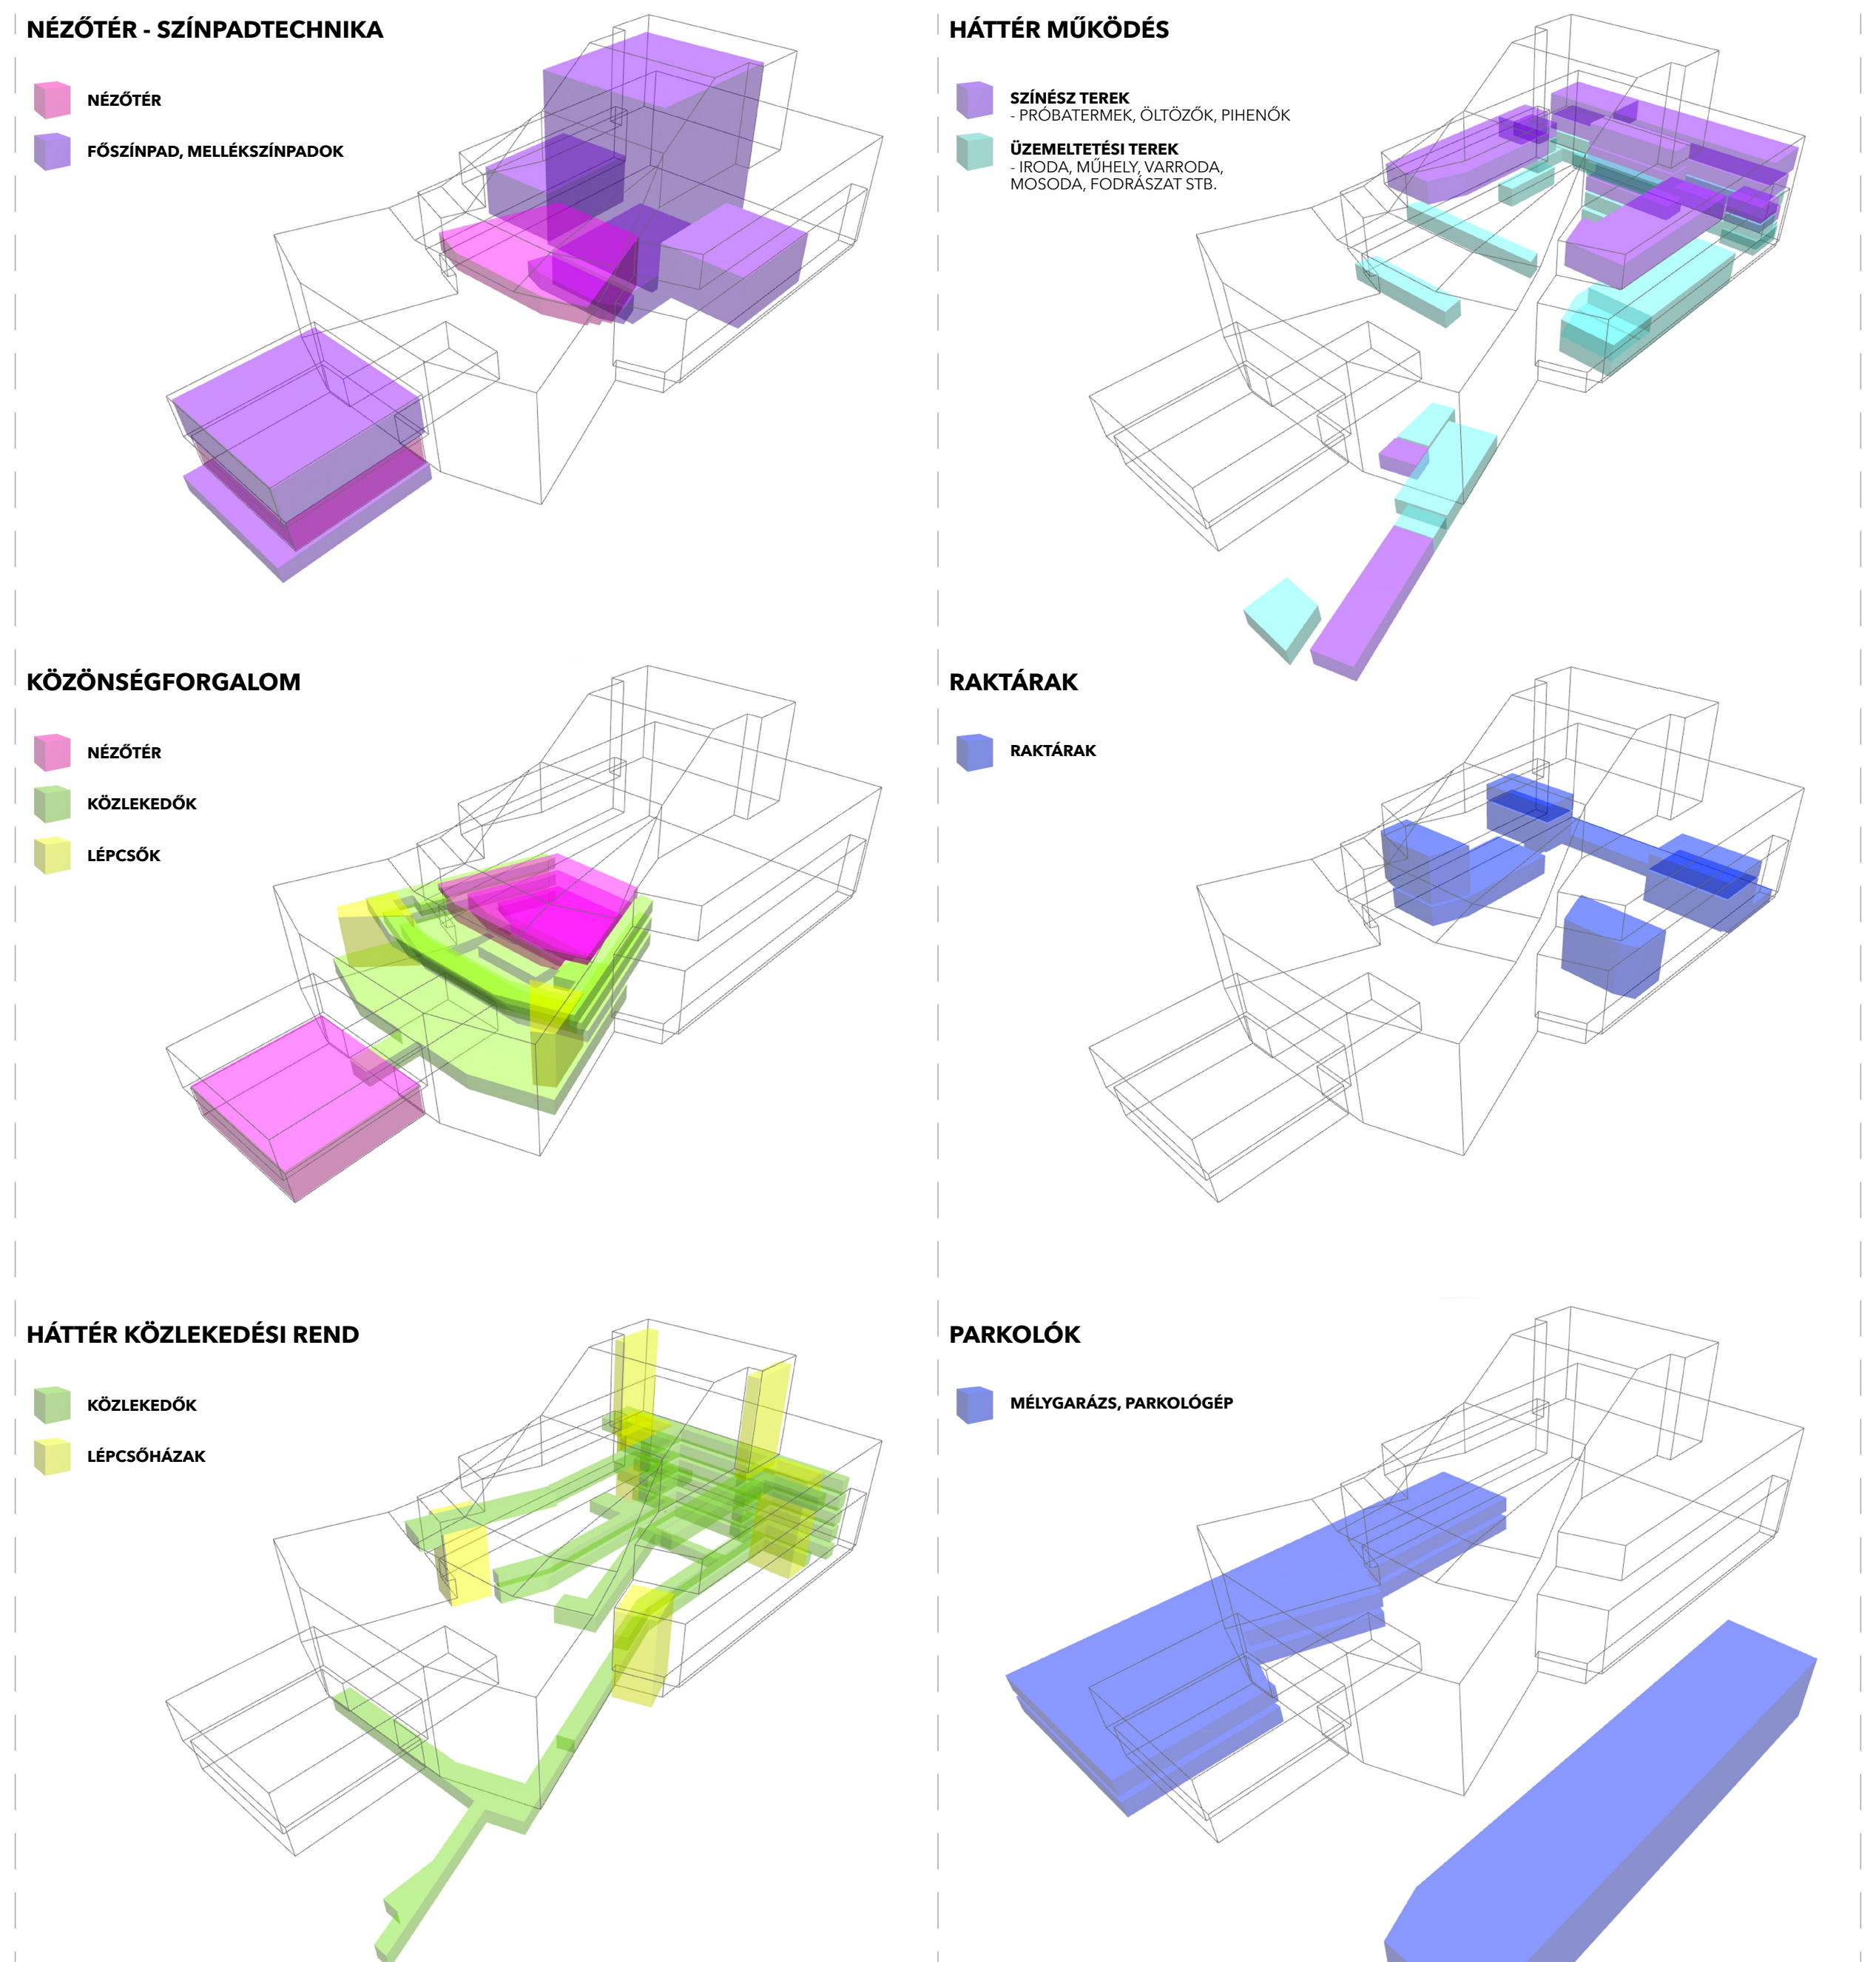 NÉZŐTÉR - SZÍNPADTECHNIKA
NÉZŐTÉR
FŐSZÍNPAD, MELLÉKSZÍNPADOK
HÁTTÉR MŰKÖDÉS
SZÍNÉSZ TEREK
- PRÓBATERMEK, ÖLTÖZŐK, PIHENŐK
ÜZEMELTETÉSI TEREK
- IRODA, MŰHELY, VARRODA,
MOSODA, FODRÁSZAT STB.
KÖZÖNSÉGFORGALOM
NÉZŐTÉR
KÖZLEKEDŐK
LÉPCSŐK
RAKTÁRAK
RAKTÁRAK
HÁTTÉR KÖZLEKEDÉSI REND
KÖZLEKEDŐK
LÉPCSŐHÁZAK
PARKOLÓK
MÉLYGARÁZS, PARKOLÓGÉP